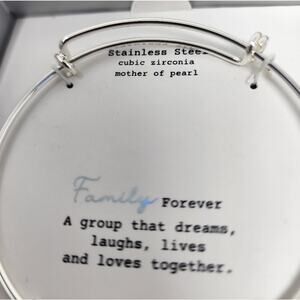 Stainless Steel
cubic zirconia
mother of pearl
Family Forever
A group that dreams,
laughs, lives
and loves together.